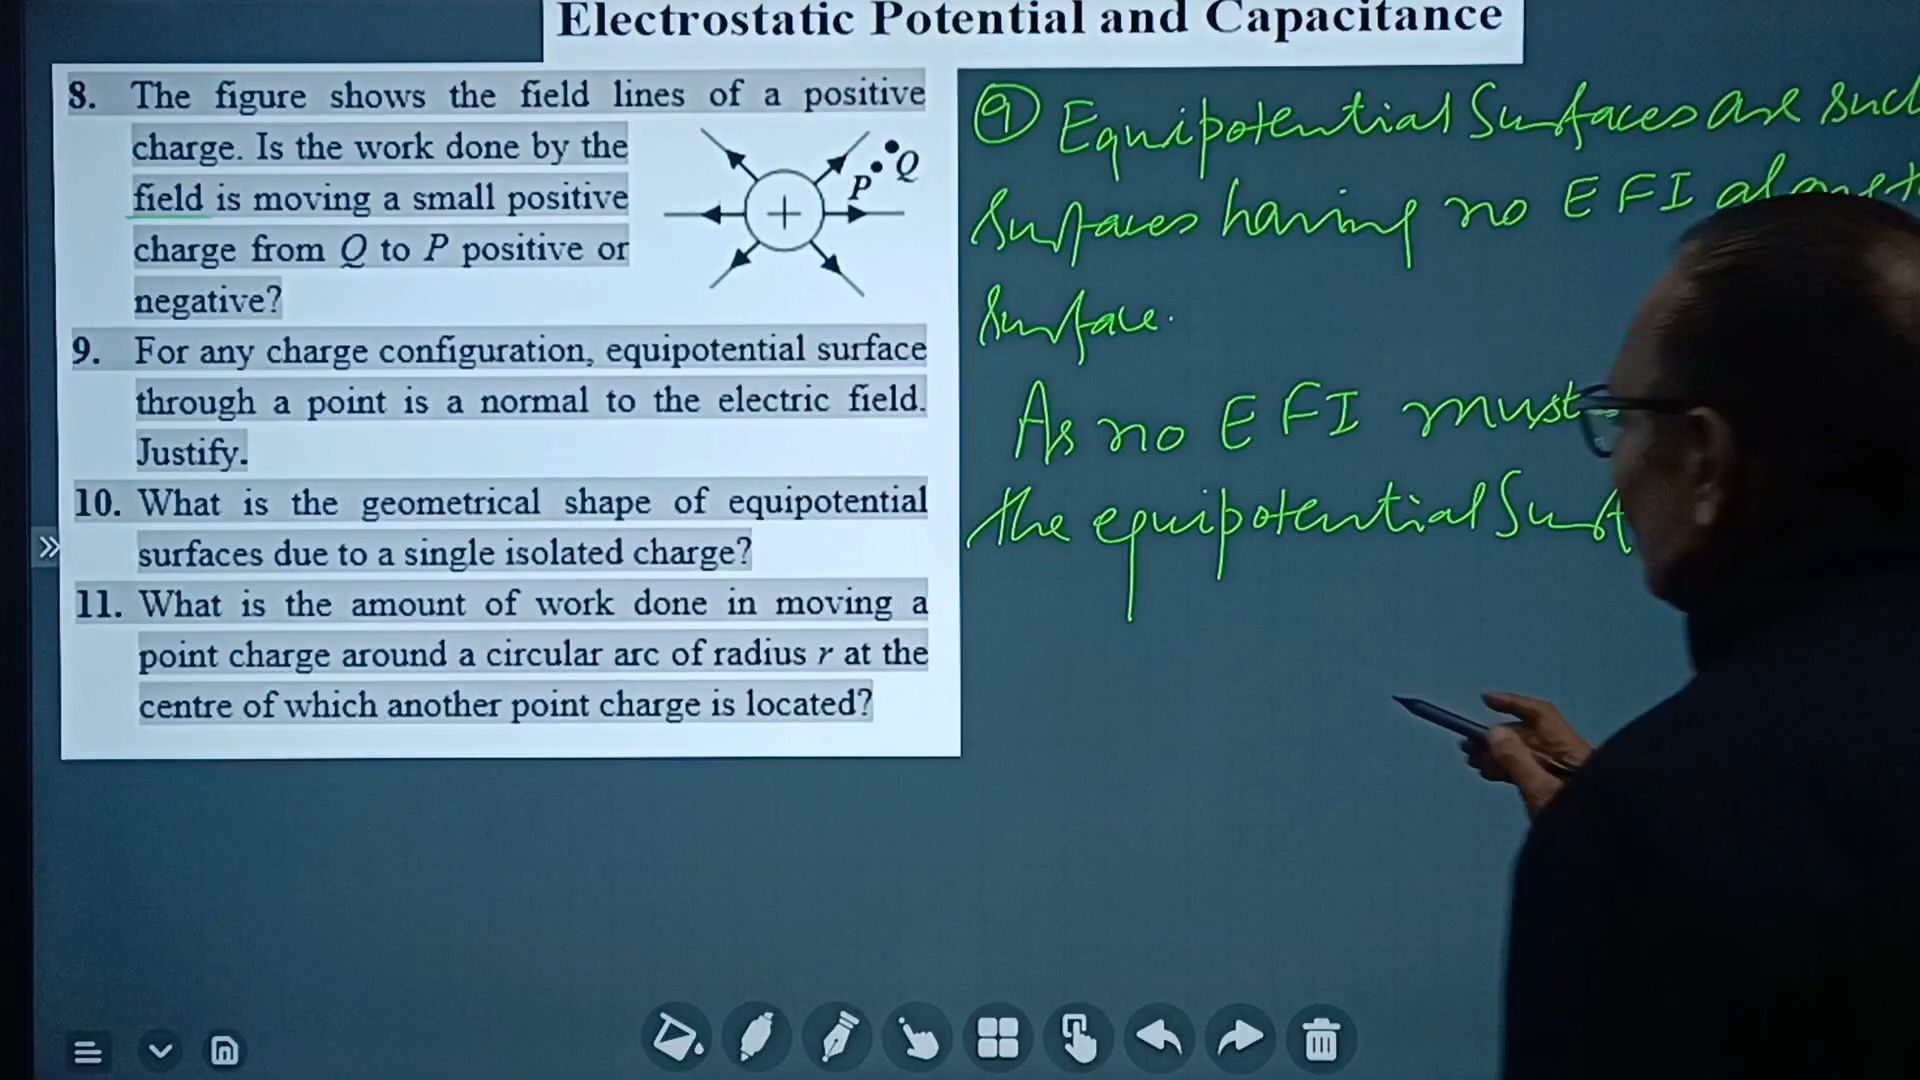 Electrostatic Potential and Capacitance
8. The figure shows the field lines of a positive
charge. Is the work done by the
field is moving a small positive
charge from Q to P positive or
negative?
P
Q
+
9. For any charge configuration, equipotential surface
through a point is a normal to the electric field.
Justify.
10. What is the geometrical shape of equipotential
surfaces due to a single isolated charge?
11. What is the amount of work done in moving a
point charge around a circular arc of radius r at the
centre of which another point charge is located?
9 Equipotential Surfaces are such
Surfaces having no EFI
Surface.
As no EFI must
the equipotential Surf